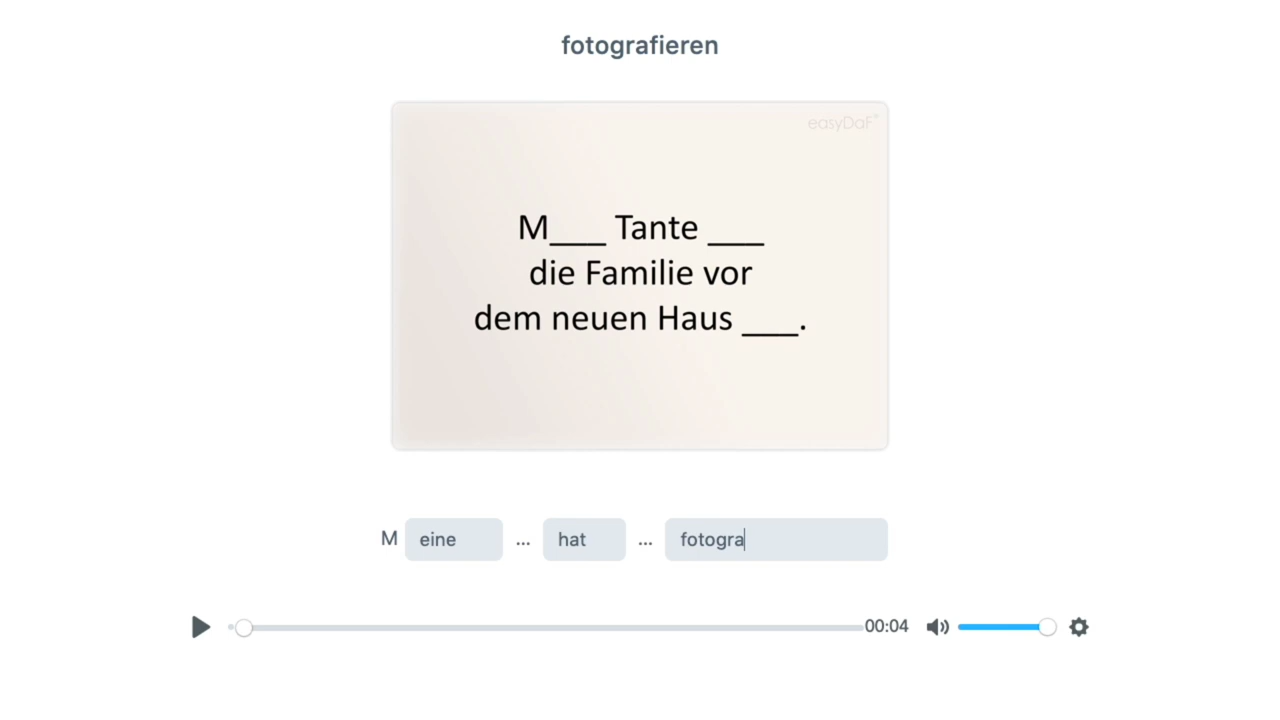 fotografieren
easyDaF®
M___ Tante ___
die Familie vor
dem neuen Haus ___.
M eine ... hat ... fotogra
00:04